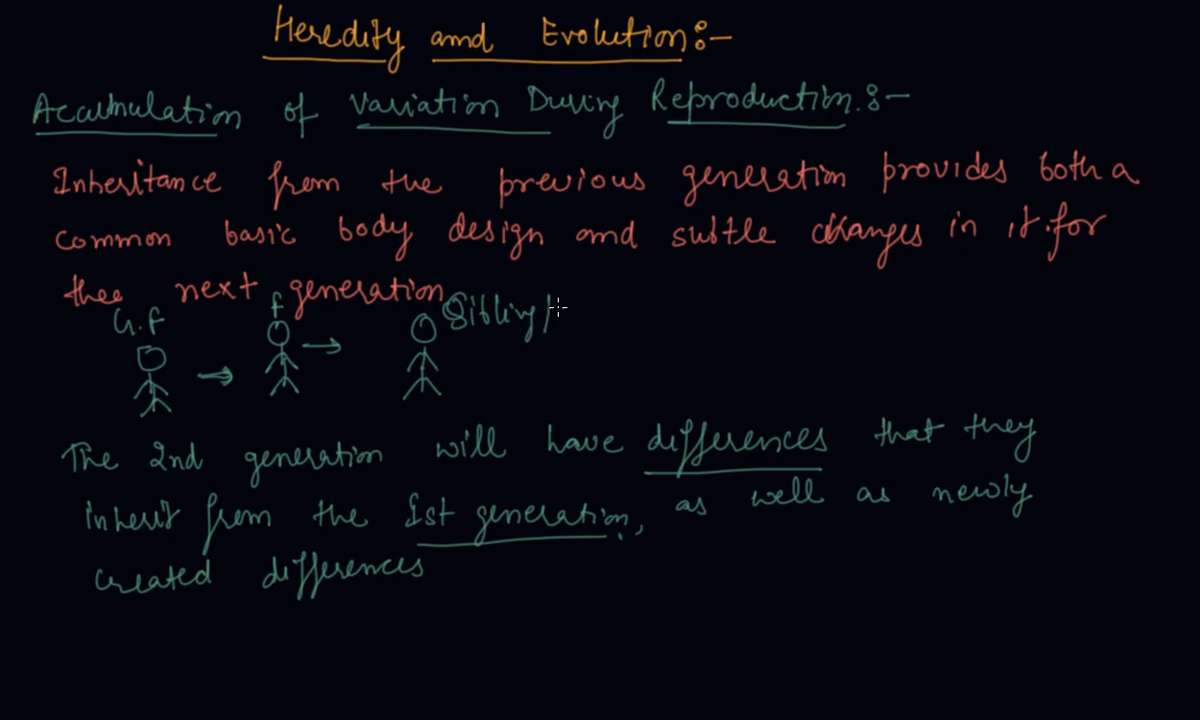 Heredity and Evolution:-
Accumulation of Variation During Reproduction.:-
Inheritance from the previous generation provides both a
common basic body design and subtle changes in it for
thee next generation
G.F f Sibling/
The 2nd generation will have differences that they
inherit from the 1st generation, as well as newly
created differences